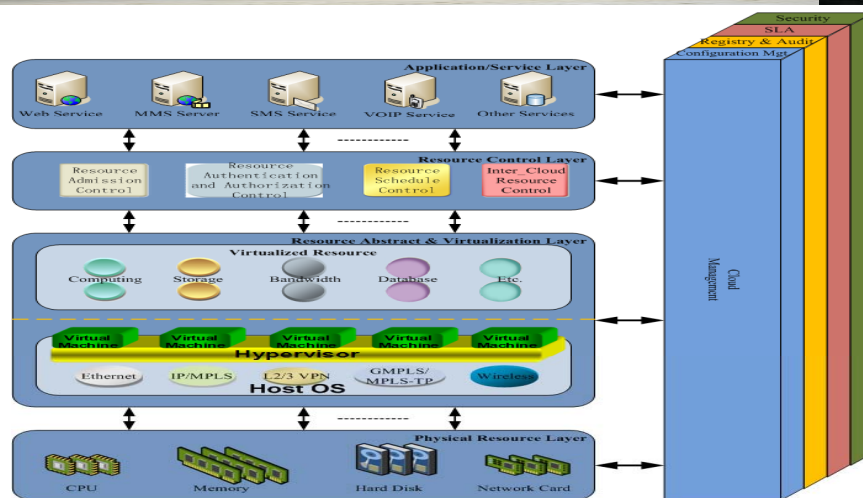 Security
SLA
Registry & Audit
Configuration Mgt
Application/Service Layer
Web Service
MMS Server
SMS Service
VOIP Service
Other Services
Resource Control Layer
Resource
Admission
Control
Resource
Authentication
and Authorization
Control
Resource
Schedule
Control
Inter_Cloud
Resource
Control
Resource Abstract & Virtualization Layer
Virtualized Resource
Computing
Storage
Bandwidth
Database
Etc.
Virtual
Machine
Virtual
Machine
Virtual
Machine
Virtual
Machine
Virtual
Machine
Hypervisor
Ethernet
IP/MPLS
L2/3 VPN
GMPLS/
MPLS-TP
Wireless
Host OS
Physical Resource Layer
CPU
Memory
Hard Disk
Network Card
Cloud
Management